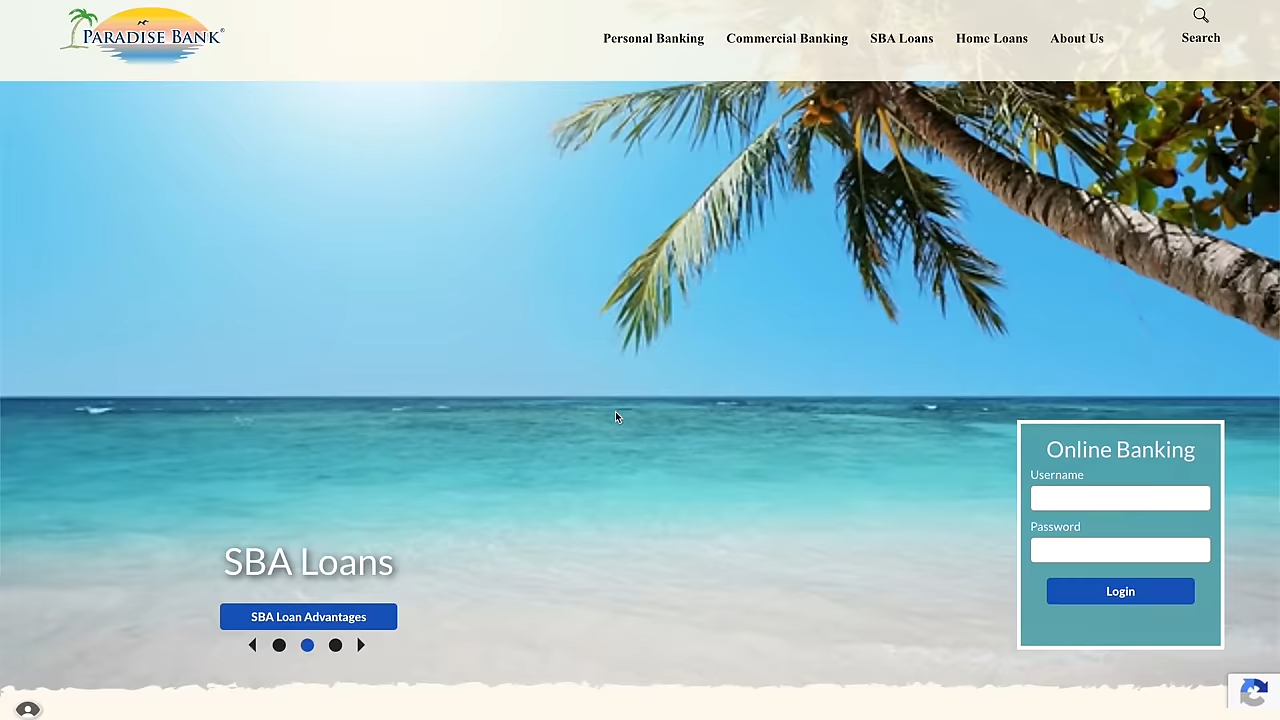 PARADISE BANK®
Personal Banking Commercial Banking SBA Loans Home Loans About Us Search
Online Banking
Username
Password
Login
SBA Loans
SBA Loan Advantages